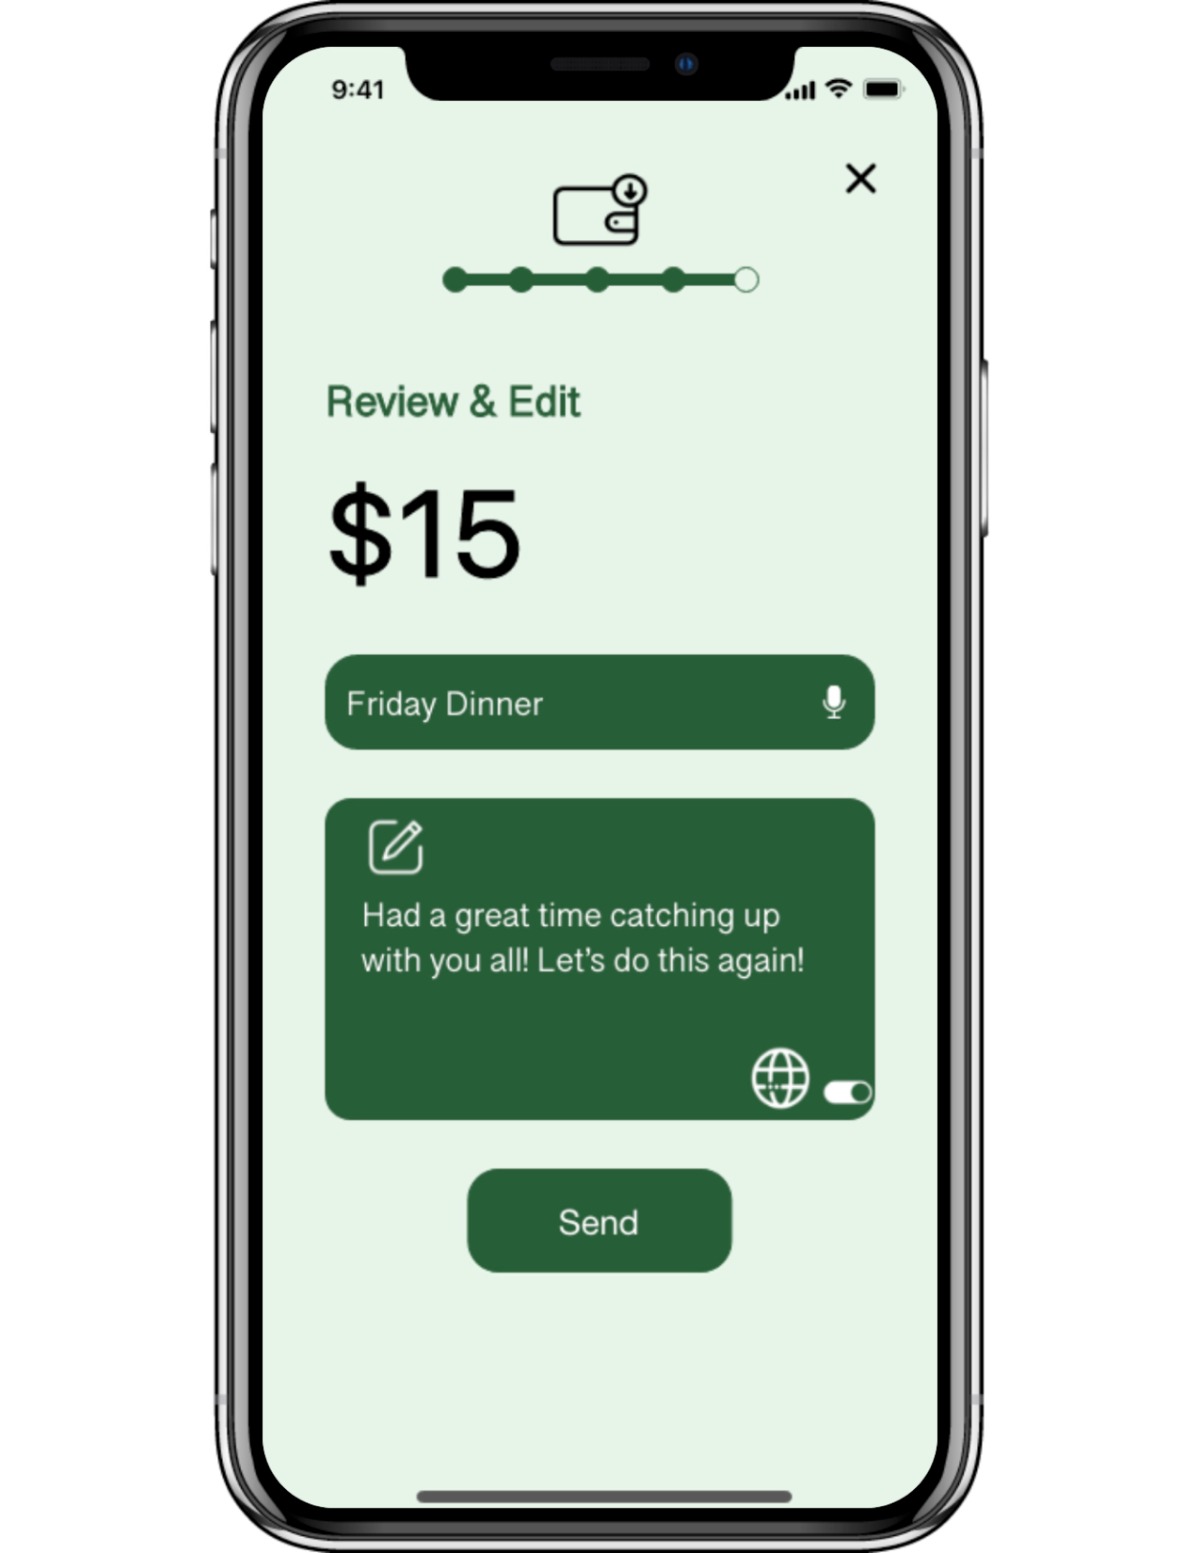 9:41
Review & Edit
$15
Friday Dinner
Had a great time catching up
with you all! Let’s do this again!
Send